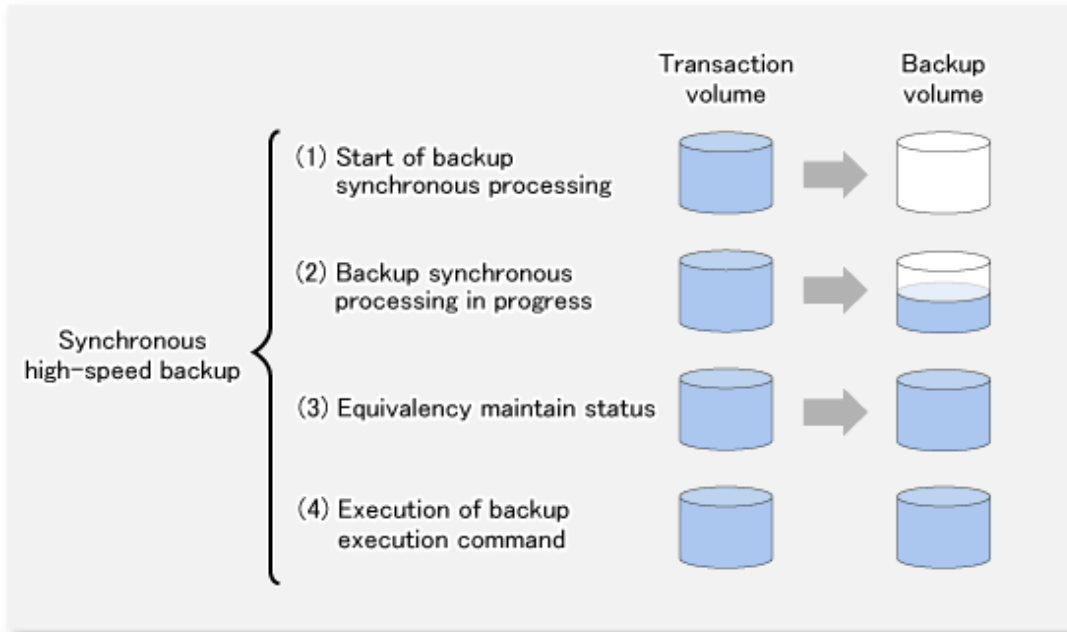 Transaction
volume
Backup
volume
(1) Start of backup
synchronous processing
(2) Backup synchronous
processing in progress
Synchronous
high-speed backup
(3) Equivalency maintain status
(4) Execution of backup
execution command